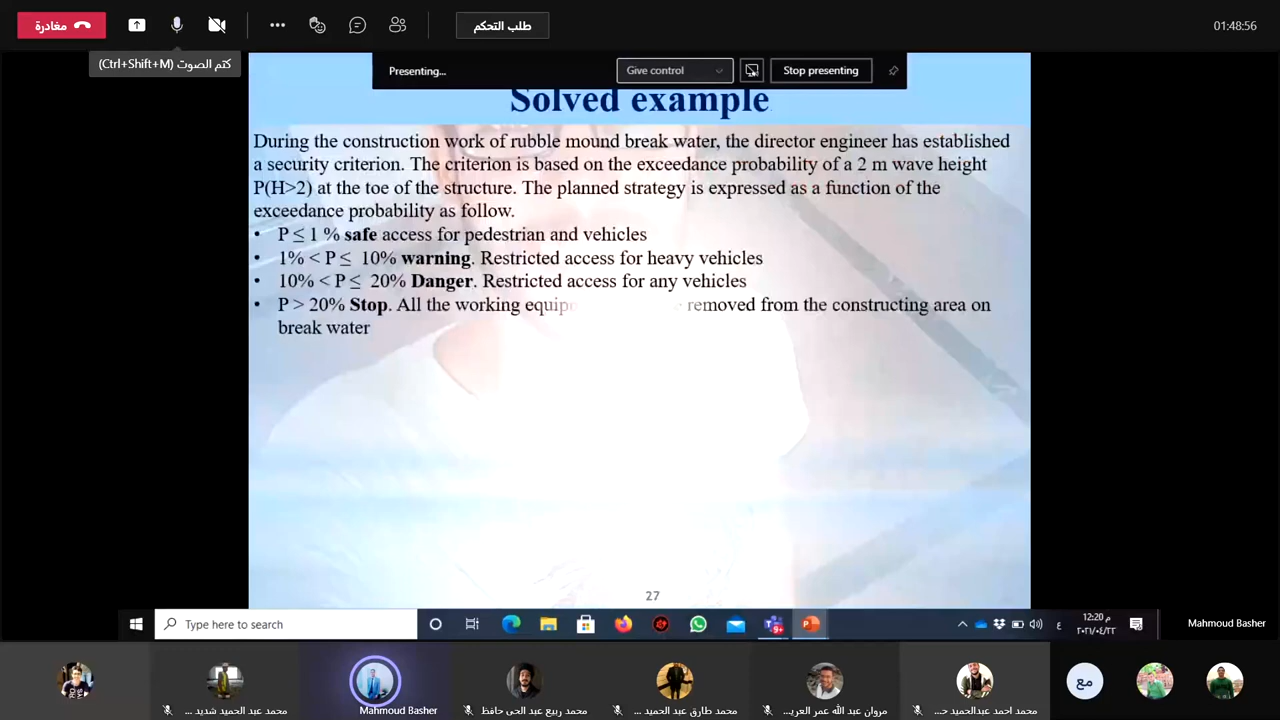 مغادرة
طلب التحكم
01:48:56
كتم الصوت (Ctrl+Shift+M)
Presenting...
Give control
Stop presenting
Solved example
During the construction work of rubble mound break water, the director engineer has established
a security criterion. The criterion is based on the exceedance probability of a 2 m wave height
P(H>2) at the toe of the structure. The planned strategy is expressed as a function of the
exceedance probability as follow.
• P ≤ 1 % safe access for pedestrian and vehicles
• 1% < P ≤ 10% warning. Restricted access for heavy vehicles
• 10% < P ≤ 20% Danger. Restricted access for any vehicles
• P > 20% Stop. All the working removed from the constructing area on
break water
27
Type here to search
ع
12:20 م
٢٠٢١/٠٤/٢٢
Mahmoud Basher
محمد عبد الحميد شديد ...
Mahmoud Basher
محمد ربيع عبد الحى حافظ
محمد طارق عبد الحميد ...
مروان عبد الله عمر العريـ...
محمد احمد عبدالحميد حـ...
مع